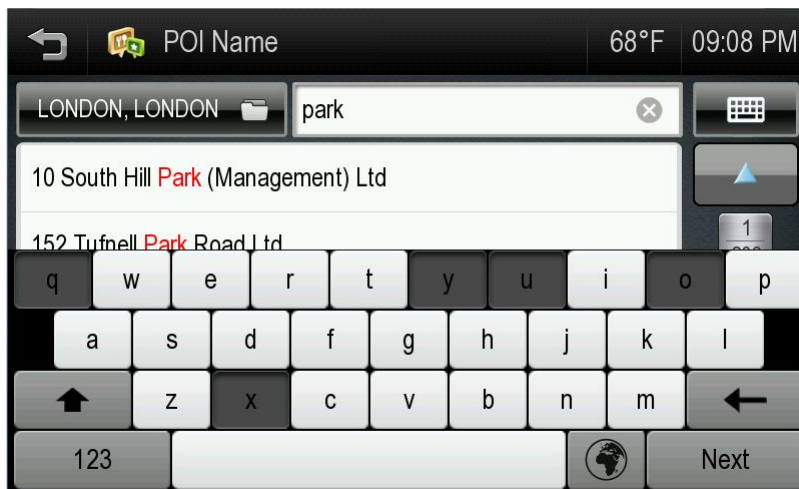 POI Name 68°F 09:08 PM
LONDON, LONDON park
10 South Hill Park (Management) Ltd
152 Tufnell Park Road Ltd
1
q w e r t y u i o p
a s d f g h j k l
z x c v b n m
123 Next